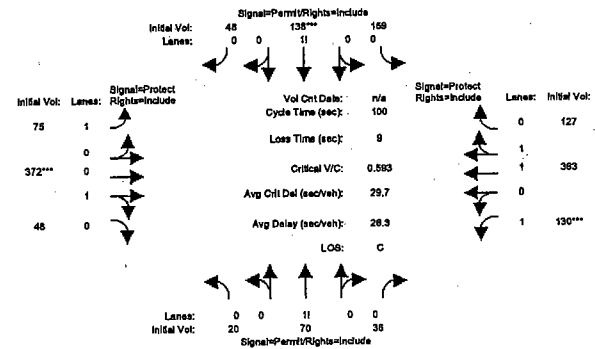 Signal=Permit/Rights=Include
Initial Vol: 48 138*** 159
Lanes: 0 0 1! 0 0
Signal=Protect
Rights=Include
Initial Vol: Lanes:
Signal=Protect
Rights=Include
Lanes: Initial Vol:
Vol Cnt Date: n/a
Cycle Time (sec): 100
75 1
0 127
Loss Time (sec): 9
0
1
372*** 0
Critical V/C: 0.593
1 363
1
Avg Crit Del (sec/veh): 29.7
0
48 0
Avg Delay (sec/veh): 26.3
1 130***
LOS: C
Lanes: 0 0 1! 0 0
Initial Vol: 20 70 36
Signal=Permit/Rights=Include